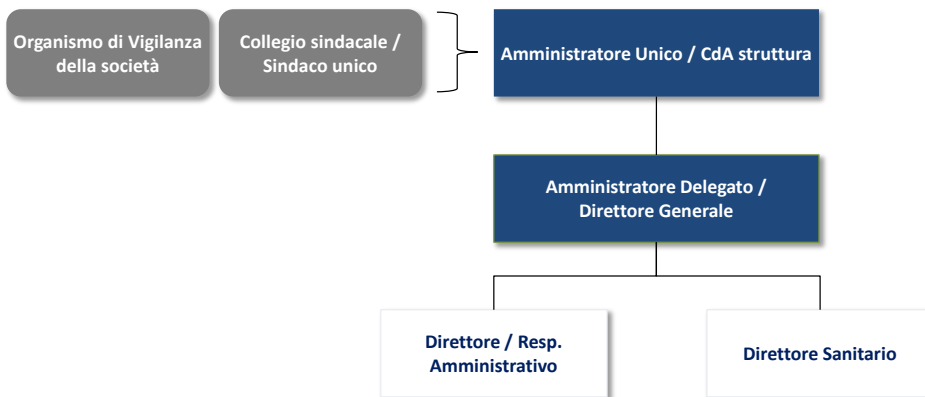 Organismo di Vigilanza
della società
Collegio sindacale /
Sindaco unico
Amministratore Unico / CdA struttura
Amministratore Delegato /
Direttore Generale
Direttore / Resp.
Amministrativo
Direttore Sanitario